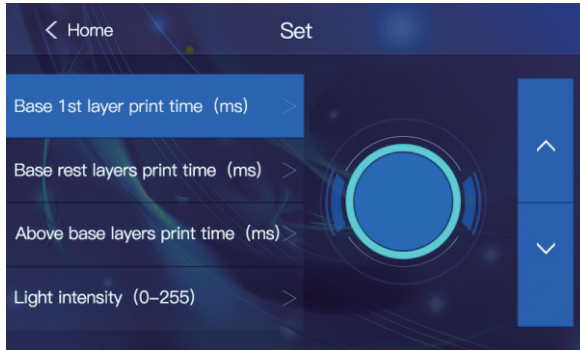 Home
Set
Base 1st layer print time (ms)
Base rest layers print time (ms)
Above base layers print time (ms)
Light intensity (0-255)